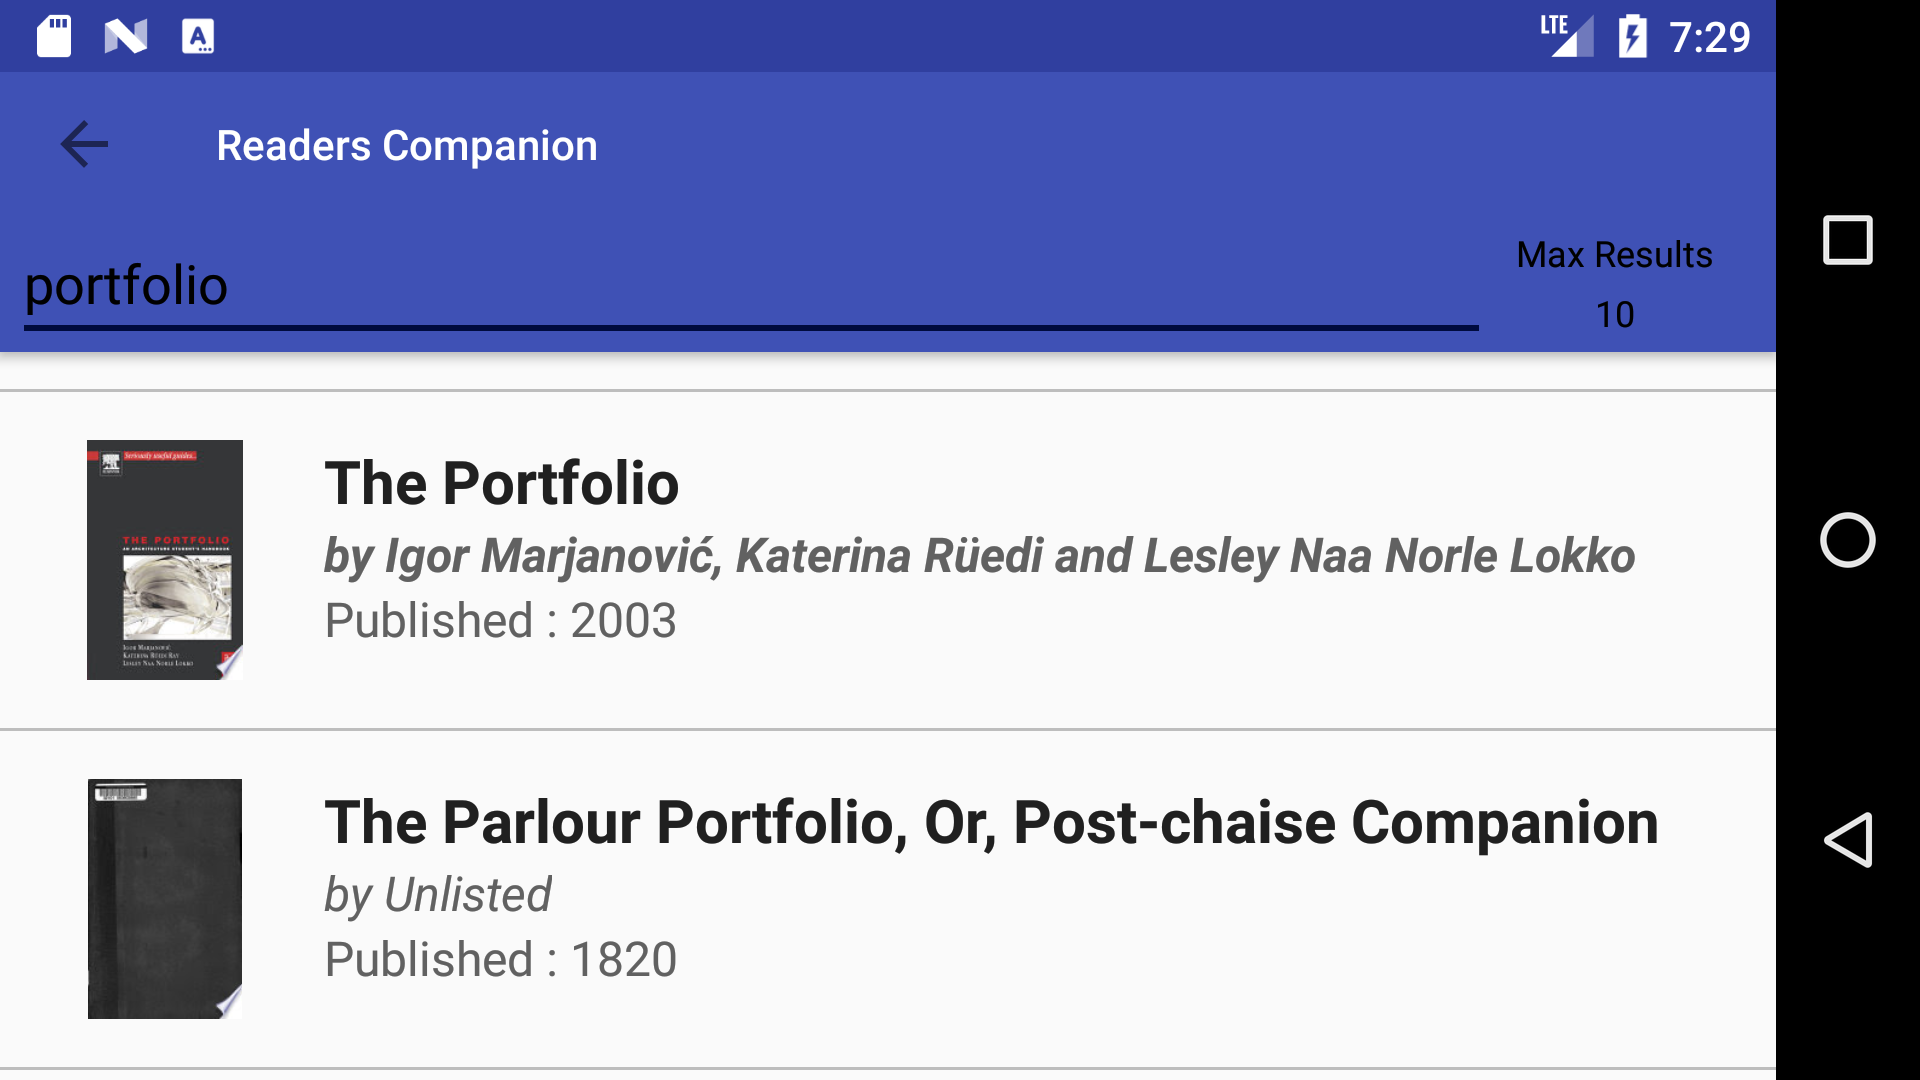 LTE 7:29
Readers Companion
portfolio
Max Results
10
Seriously useful guides...
THE PORTFOLIO
AN ARCHITECTURE STUDENT'S HANDBOOK
IGOR MARJANOVIĆ
KATERINA RÜEDI RAY
LESLEY NAA NORLE LOKKO
The Portfolio
by Igor Marjanović, Katerina Rüedi and Lesley Naa Norle Lokko
Published : 2003
The Parlour Portfolio, Or, Post-chaise Companion
by Unlisted
Published : 1820